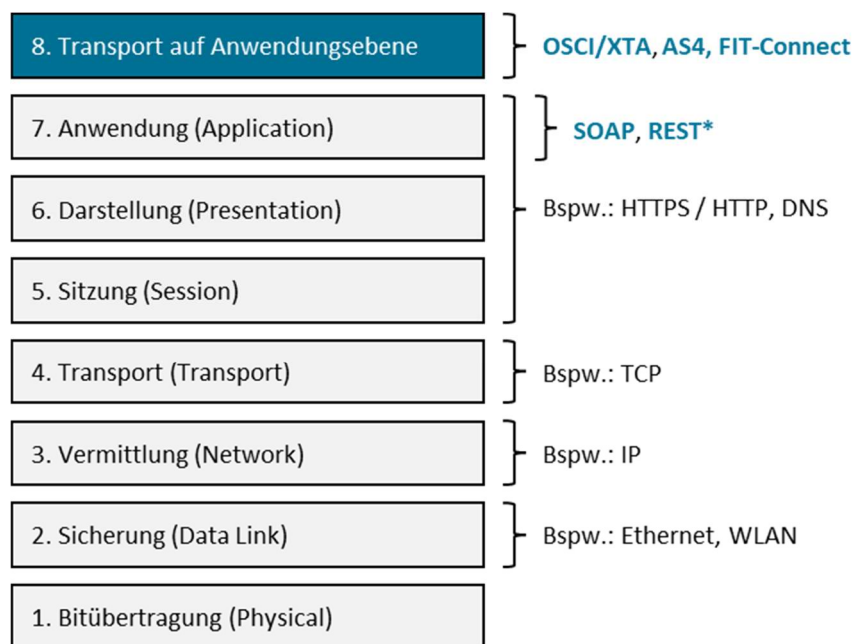 8. Transport auf Anwendungsebene
OSCI/XTA, AS4, FIT-Connect
7. Anwendung (Application)
SOAP, REST*
6. Darstellung (Presentation)
Bspw.: HTTPS / HTTP, DNS
5. Sitzung (Session)
4. Transport (Transport)
Bspw.: TCP
3. Vermittlung (Network)
Bspw.: IP
2. Sicherung (Data Link)
Bspw.: Ethernet, WLAN
1. Bitübertragung (Physical)